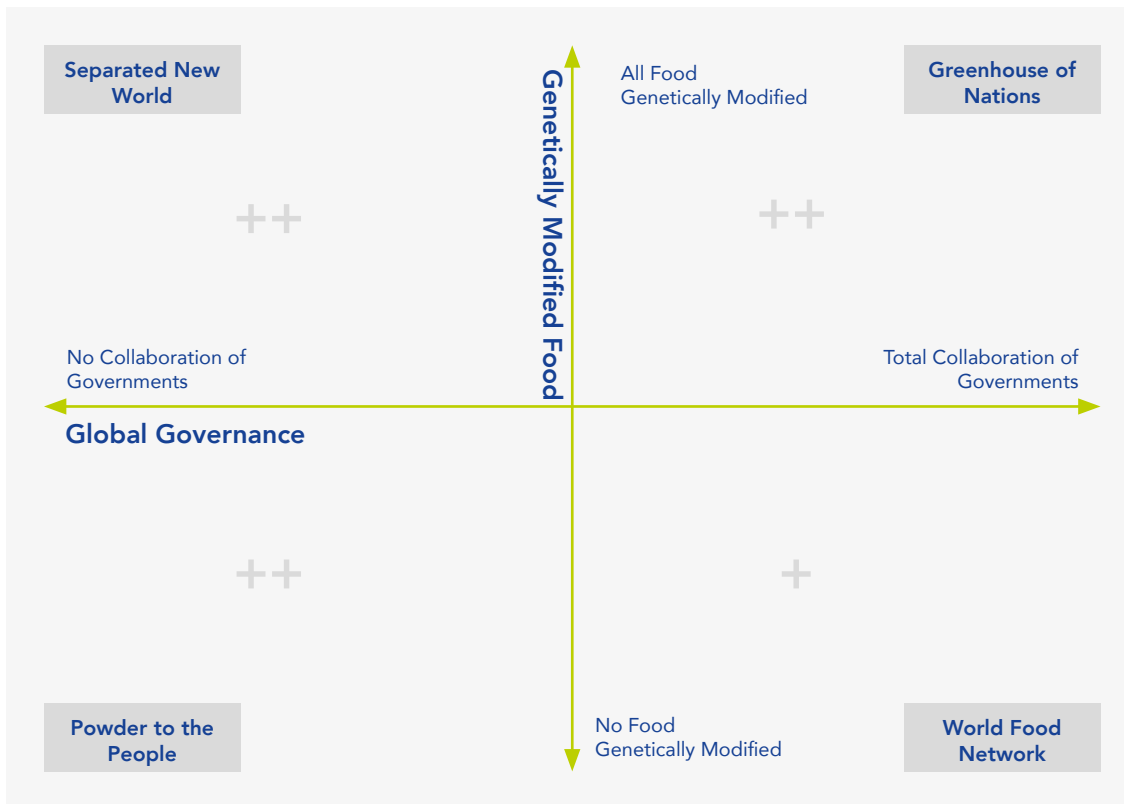 Separated New
World
Genetically Modified Food
All Food
Genetically Modified
Greenhouse of
Nations
++
++
No Collaboration of
Governments
Total Collaboration of
Governments
Global Governance
++
+
Powder to the
People
No Food
Genetically Modified
World Food
Network